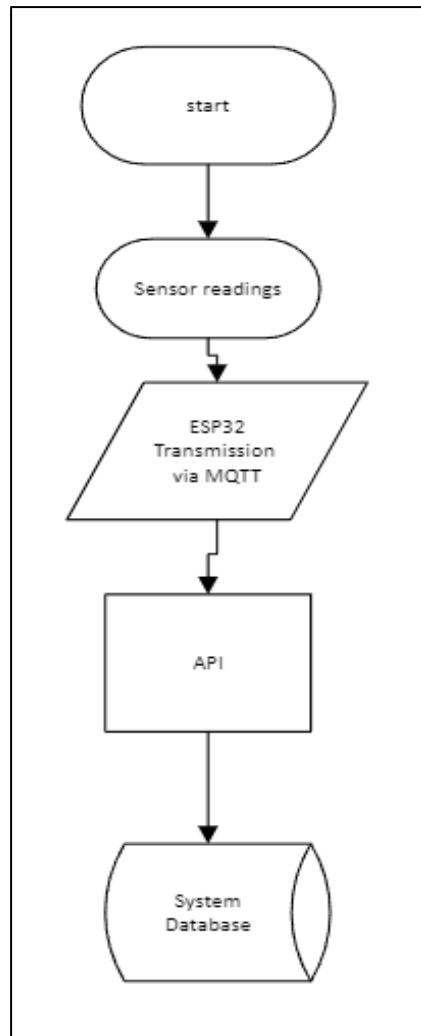 start
Sensor readings
ESP32
Transmission
via MQTT
API
System
Database